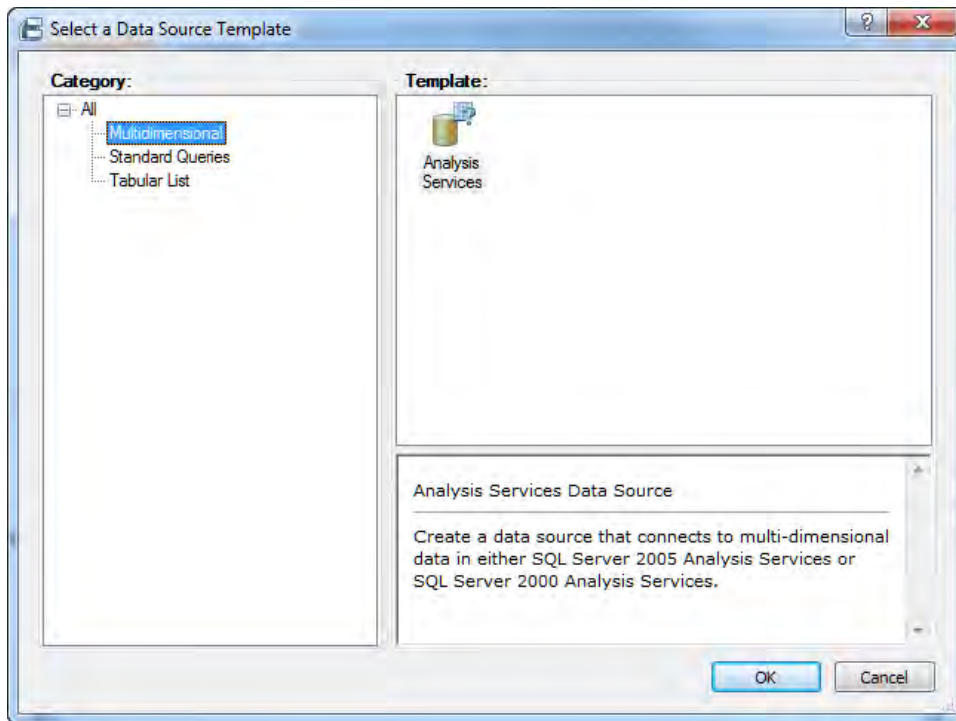 Select a Data Source Template
Category:
Template:
All
Multidimensional
Standard Queries
Tabular List
Analysis
Services
Analysis Services Data Source
Create a data source that connects to multi-dimensional
data in either SQL Server 2005 Analysis Services or
SQL Server 2000 Analysis Services.
OK
Cancel